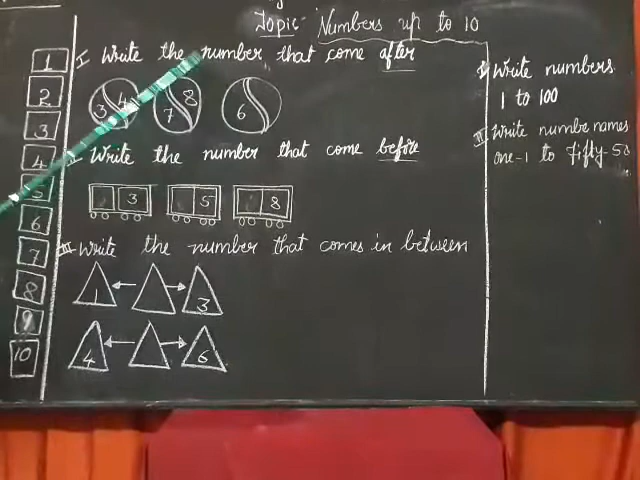 Topic- Numbers up to 10
1
2
3
4
5
6
7
8
9
10
I Write the number that come after
3 4 7 8 6
Write the number that come before
3 5 8
III Write the number that comes in between
1 3
4 6
I Write numbers
1 to 100
II Write numbe names
one-1 to Fifty-50